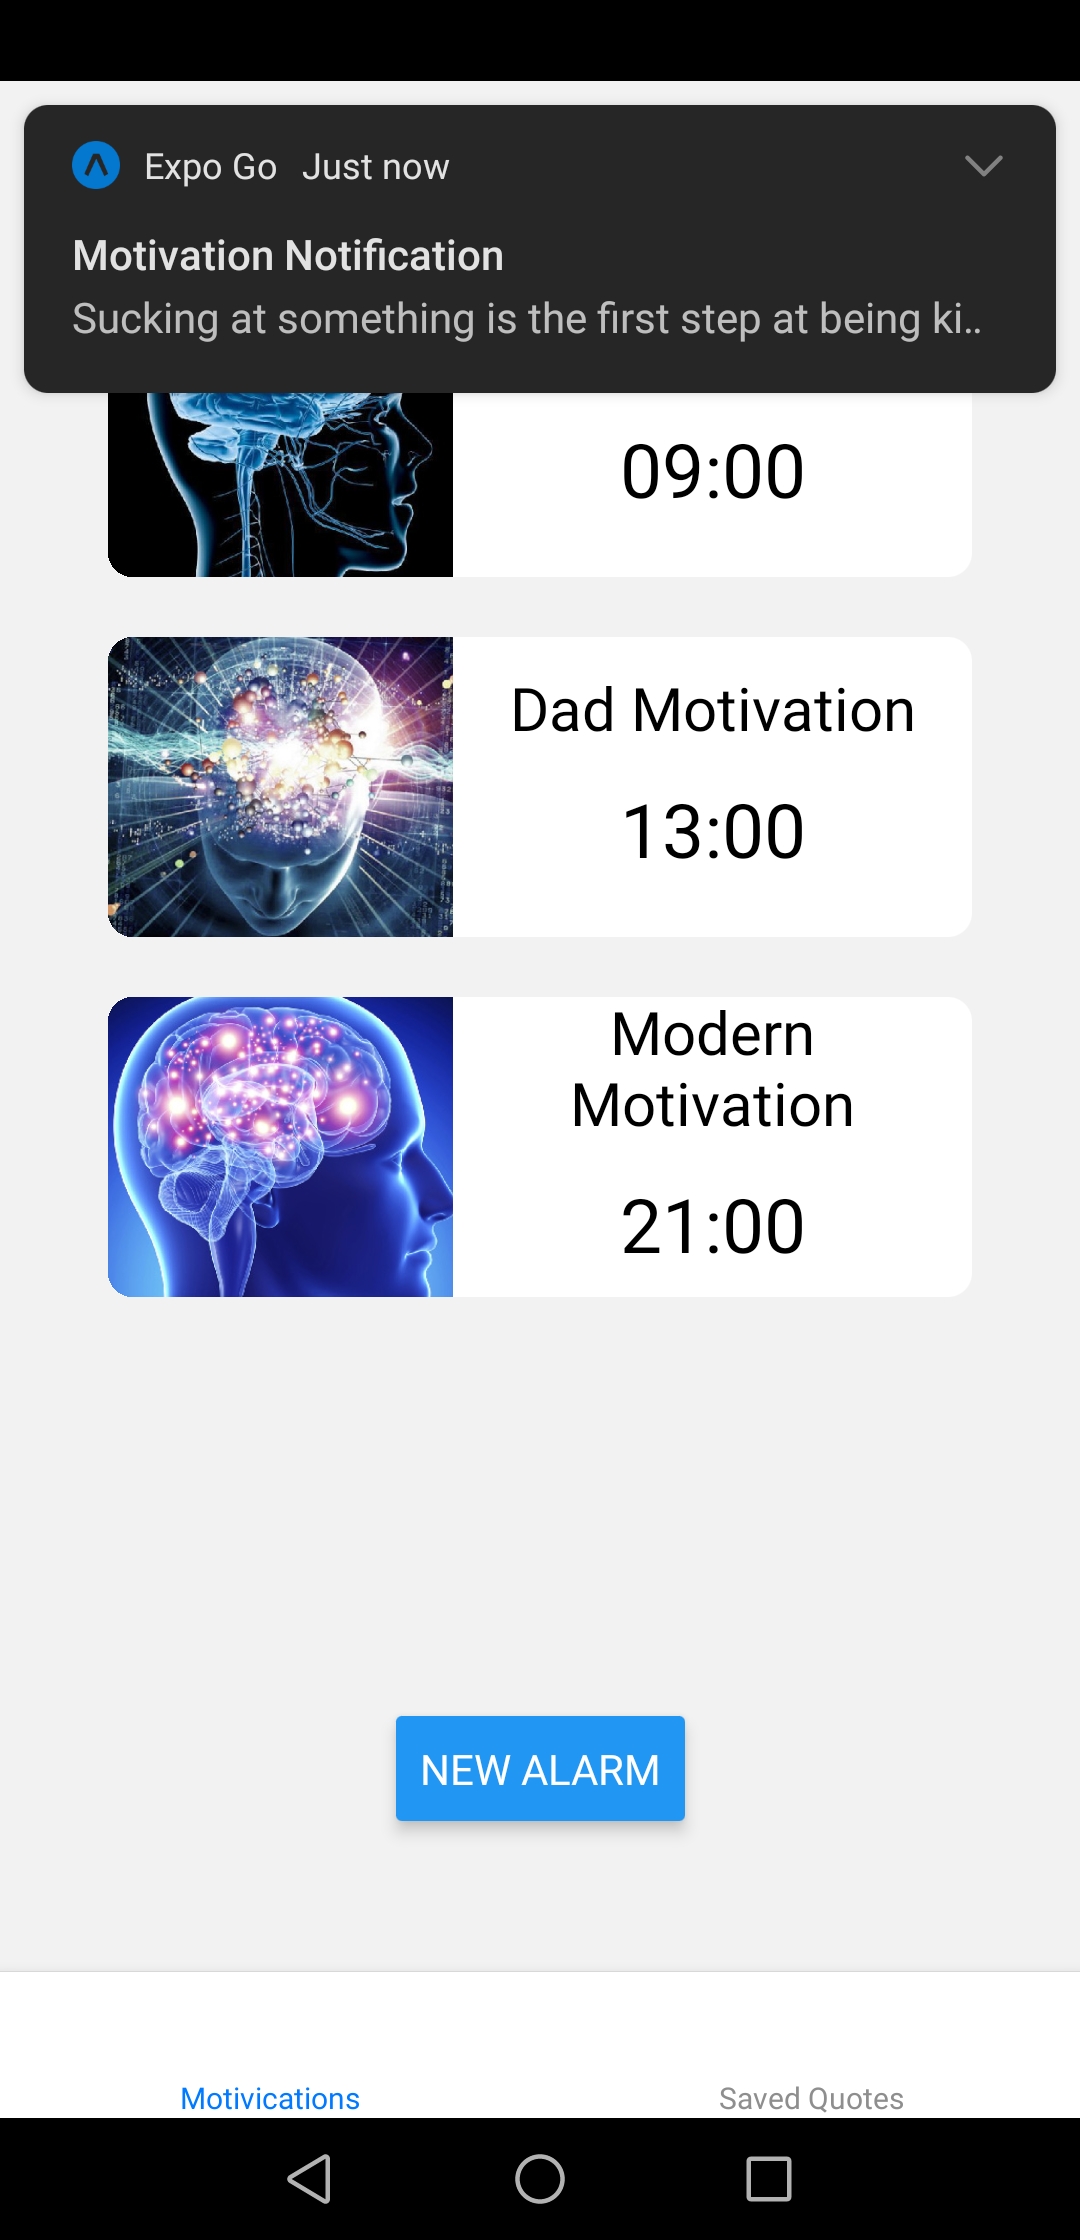 Expo Go Just now
Motivation Notification
Sucking at something is the first step at being ki..
09:00
Dad Motivation
13:00
Modern
Motivation
21:00
NEW ALARM
Motivications
Saved Quotes